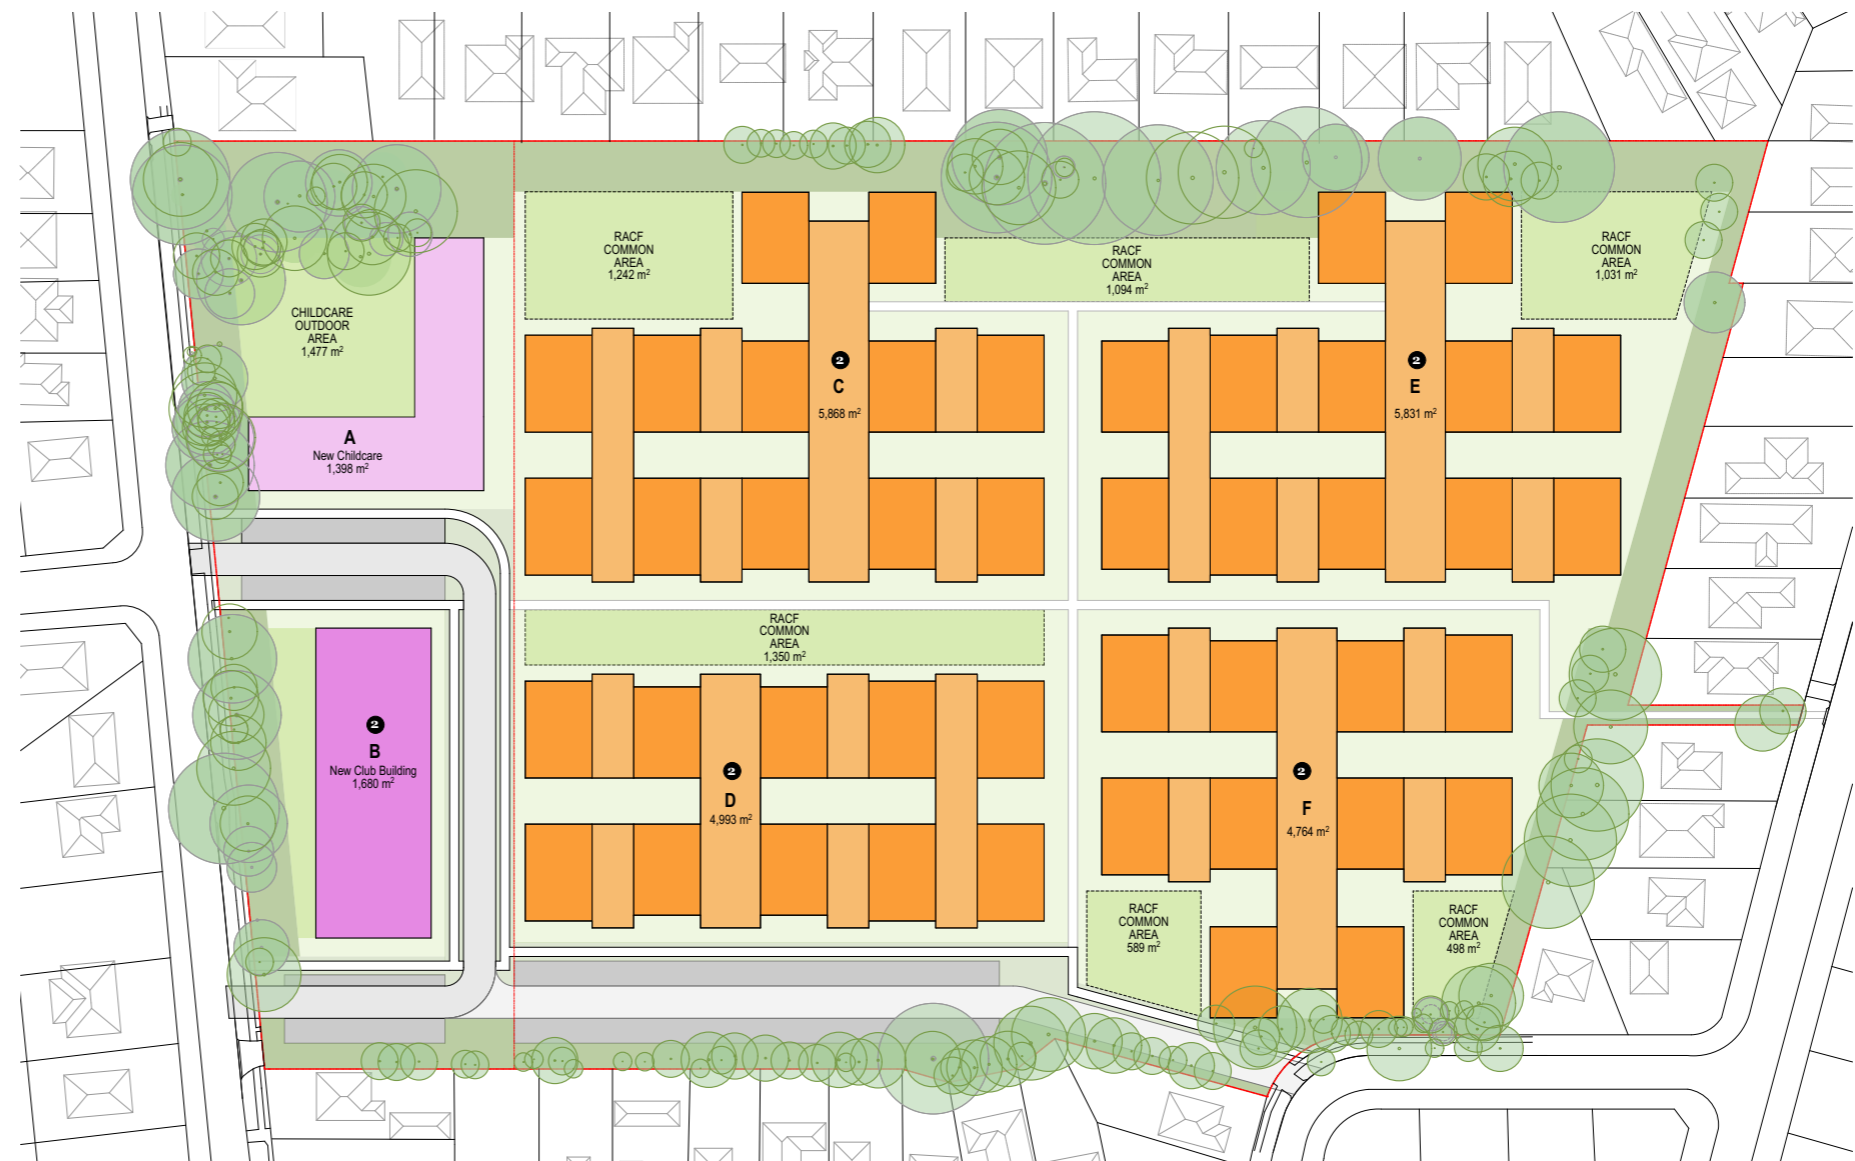 RACF
COMMON
AREA
1,242 m²
RACF
COMMON
AREA
1,094 m²
RACF
COMMON
AREA
1,031 m²
CHILDCARE
OUTDOOR
AREA
1,477 m²
2
C
5,868 m²
2
E
5,831 m²
A
New Childcare
1,398 m²
RACF
COMMON
AREA
1,350 m²
2
B
New Club Building
1,680 m²
2
D
4,993 m²
2
F
4,764 m²
RACF
COMMON
AREA
589 m²
RACF
COMMON
AREA
498 m²